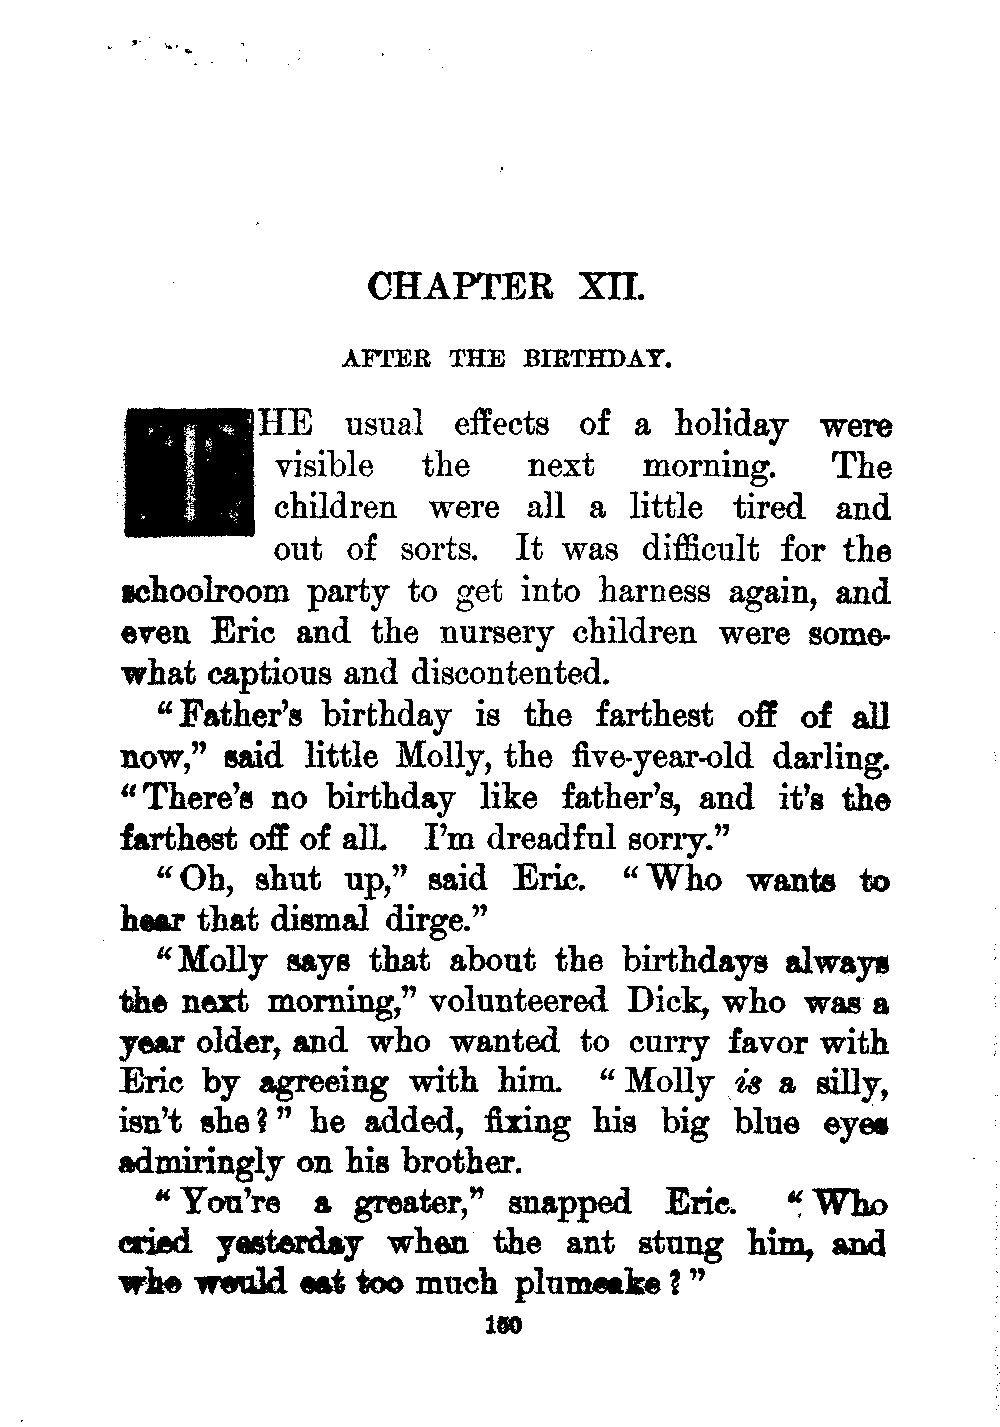 CHAPTER XII.
AFTER THE BIRTHDAY.
THE usual effects of a holiday were
visible the next morning. The
children were all a little tired and
out of sorts. It was difficult for the
schoolroom party to get into harness again, and
even Eric and the nursery children were some-
what captious and discontented.
"Father's birthday is the farthest off of all
now," said little Molly, the five-year-old darling.
"There's no birthday like father's, and it's the
farthest off of all. I'm dreadful sorry."
"Oh, shut up," said Eric. "Who wants to
hear that dismal dirge."
"Molly says that about the birthdays always
the next morning," volunteered Dick, who was a
year older, and who wanted to curry favor with
Eric by agreeing with him. "Molly is a silly,
isn't she?" he added, fixing his big blue eyes
admiringly on his brother.
"You're a greater," snapped Eric. "Who
cried yesterday when the ant stung him, and
who would eat too much plumcake?"
150